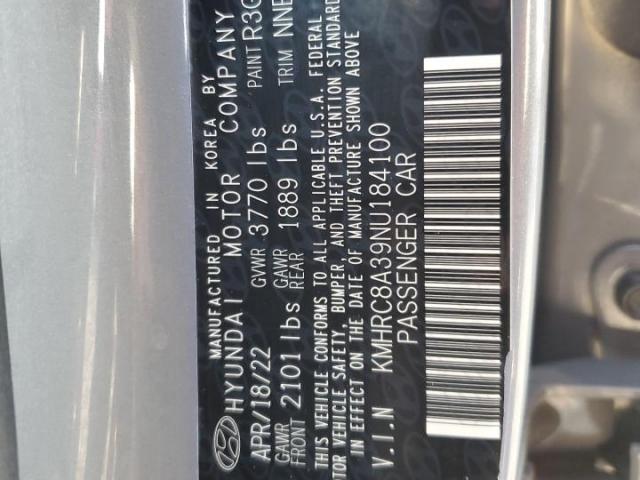 MANUFACTURED IN KOREA BY
HYUNDAI MOTOR COMPANY
APR/18/22 GVWR 3770 lbs PAINT R3G
GAWR FRONT 2101 lbs GAWR REAR 1889 lbs TRIM NNB
THIS VEHICLE CONFORMS TO ALL APPLICABLE U.S.A. FEDERAL
MOTOR VEHICLE SAFETY, BUMPER, AND THEFT PREVENTION STANDARD
IN EFFECT ON THE DATE OF MANUFACTURE SHOWN ABOVE
V.I.N KMHRC8A39NU184100
PASSENGER CAR